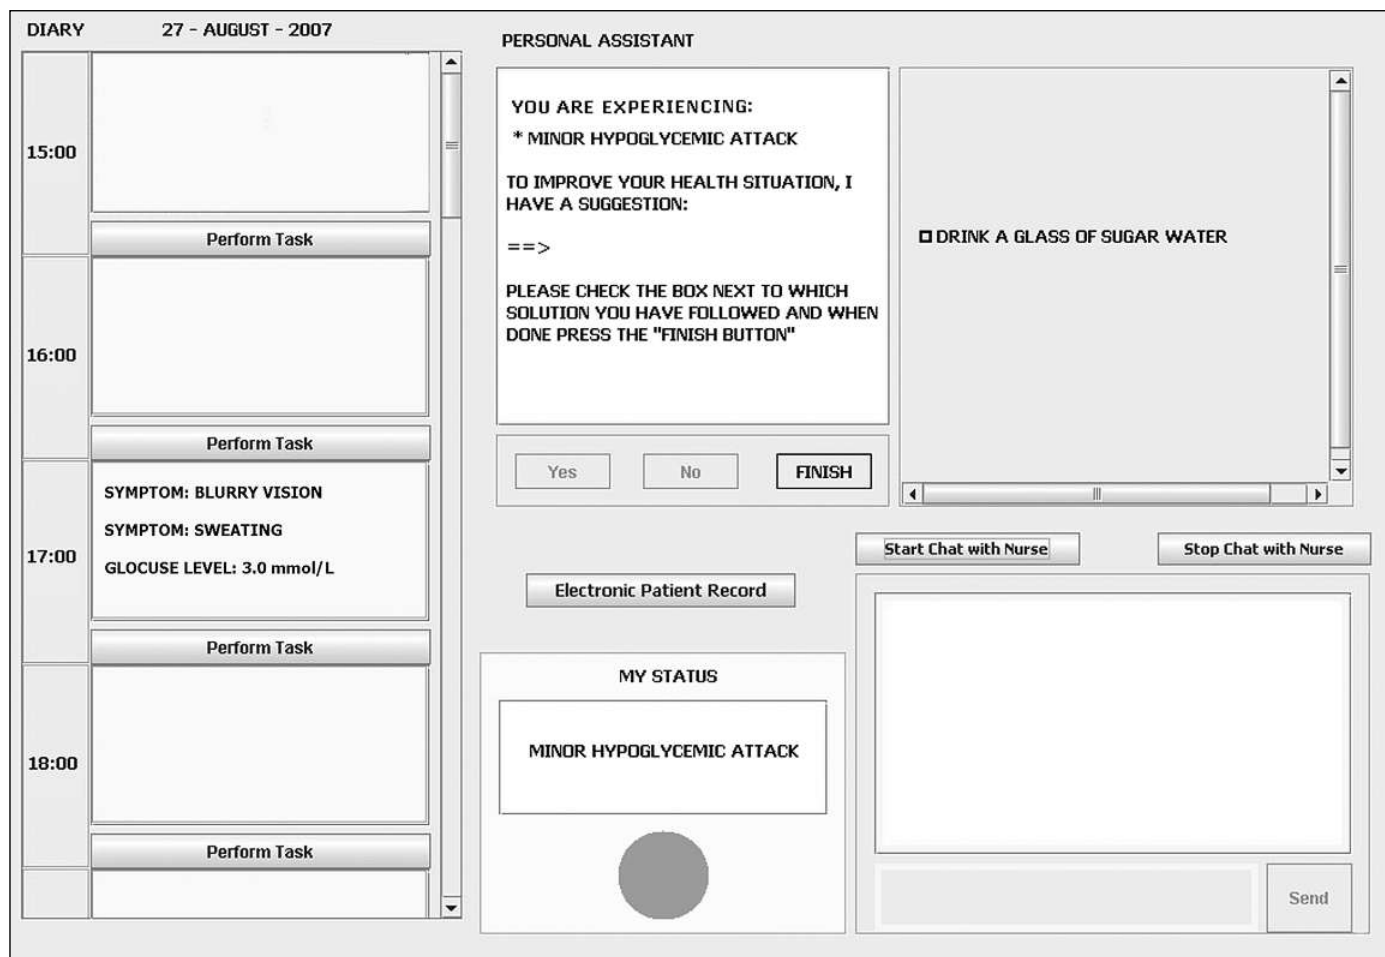 DIARY 27 - AUGUST - 2007
15:00
Perform Task
16:00
Perform Task
17:00
SYMPTOM: BLURRY VISION
SYMPTOM: SWEATING
GLOCUSE LEVEL: 3.0 mmol/L
Perform Task
18:00
Perform Task
PERSONAL ASSISTANT
YOU ARE EXPERIENCING:
* MINOR HYPOGLYCEMIC ATTACK
TO IMPROVE YOUR HEALTH SITUATION, I
HAVE A SUGGESTION:
==>
PLEASE CHECK THE BOX NEXT TO WHICH
SOLUTION YOU HAVE FOLLOWED AND WHEN
DONE PRESS THE "FINISH BUTTON"
Yes No FINISH
DRINK A GLASS OF SUGAR WATER
Electronic Patient Record
Start Chat with Nurse Stop Chat with Nurse
MY STATUS
MINOR HYPOGLYCEMIC ATTACK
Send